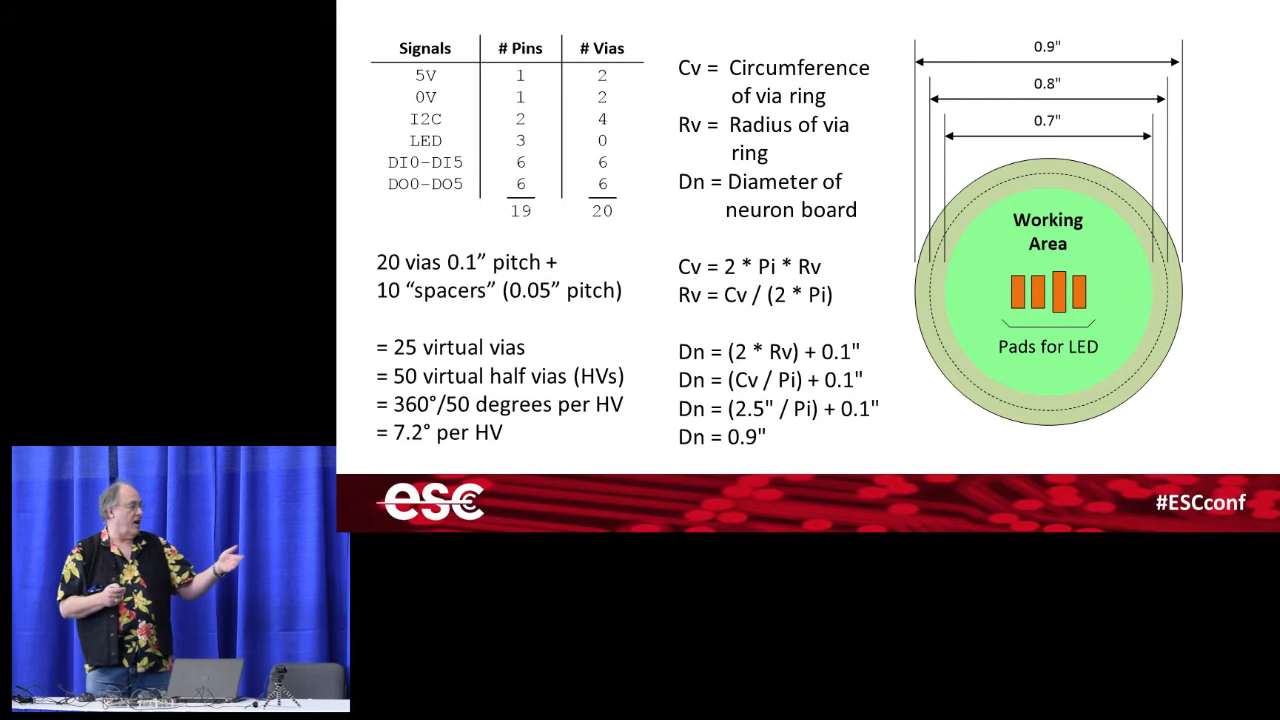 Signals # Pins # Vias
5V 1 2
0V 1 2
I2C 2 4
LED 3 0
DI0-DI5 6 6
DO0-DO5 6 6
19 20
20 vias 0.1” pitch +
10 “spacers” (0.05” pitch)
= 25 virtual vias
= 50 virtual half vias (HVs)
= 360°/50 degrees per HV
= 7.2° per HV
Cv = Circumference
of via ring
Rv = Radius of via
ring
Dn = Diameter of
neuron board
Cv = 2 * Pi * Rv
Rv = Cv / (2 * Pi)
Dn = (2 * Rv) + 0.1"
Dn = (Cv / Pi) + 0.1"
Dn = (2.5" / Pi) + 0.1"
Dn = 0.9"
0.9"
0.8"
0.7"
Working
Area
Pads for LED
esc
#ESCconf